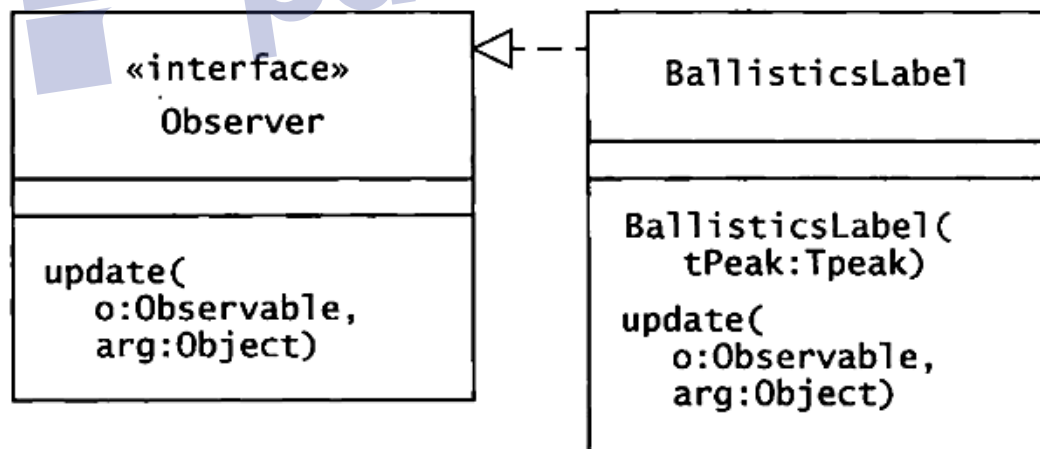 «interface»
Observer
update(
o:Observable,
arg:Object)
BallisticsLabel
BallisticsLabel(
tPeak:Tpeak)
update(
o:Observable,
arg:Object)